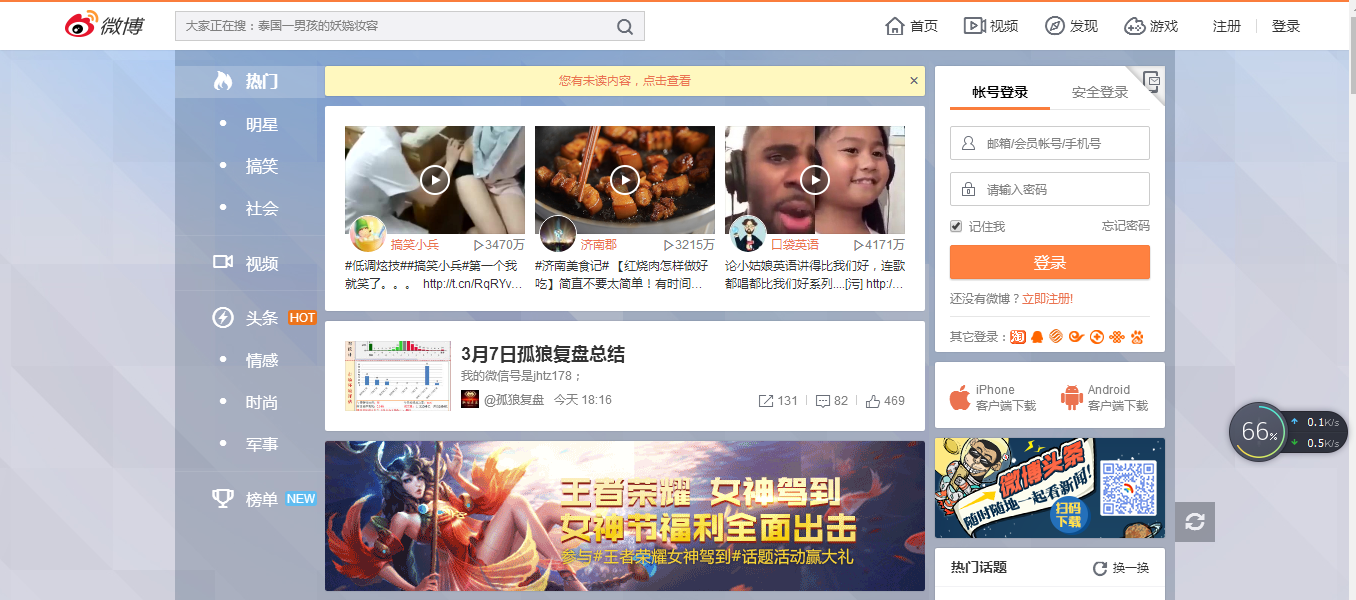 微博
大家正在搜：泰国一男孩的妖娆妆容
首页
视频
发现
游戏
注册
登录
热门
明星
搞笑
社会
视频
头条 HOT
情感
时尚
军事
榜单 NEW
您有未读内容，点击查看 ×
搞笑小兵 3470万
#低调炫技##搞笑小兵#第一个我
就笑了。。。 http://t.cn/RqRYv...
济南郡 3215万
#济南美食记# 【红烧肉怎样做好
吃】简直不要太简单！有时间...
口袋英语 4171万
论小姑娘英语讲得比我们好，连歌
都唱都比我们好系列....[污] http:/...
3月7日孤狼复盘总结
我的微信号是jhtz178；
@孤狼复盘 今天 18:16
131
82
469
王者荣耀 女神驾到
女神节福利全面出击
参与#王者荣耀女神驾到#话题活动赢大礼
帐号登录
安全登录
邮箱/会员帐号/手机号
请输入密码
记住我
忘记密码
登录
还没有微博？立即注册!
其它登录：
淘
iPhone
客户端下载
Android
客户端下载
微博头条
随时随地一起看新闻!
扫码
下载
热门话题
换一换
66%
0.1K/s
0.5K/s